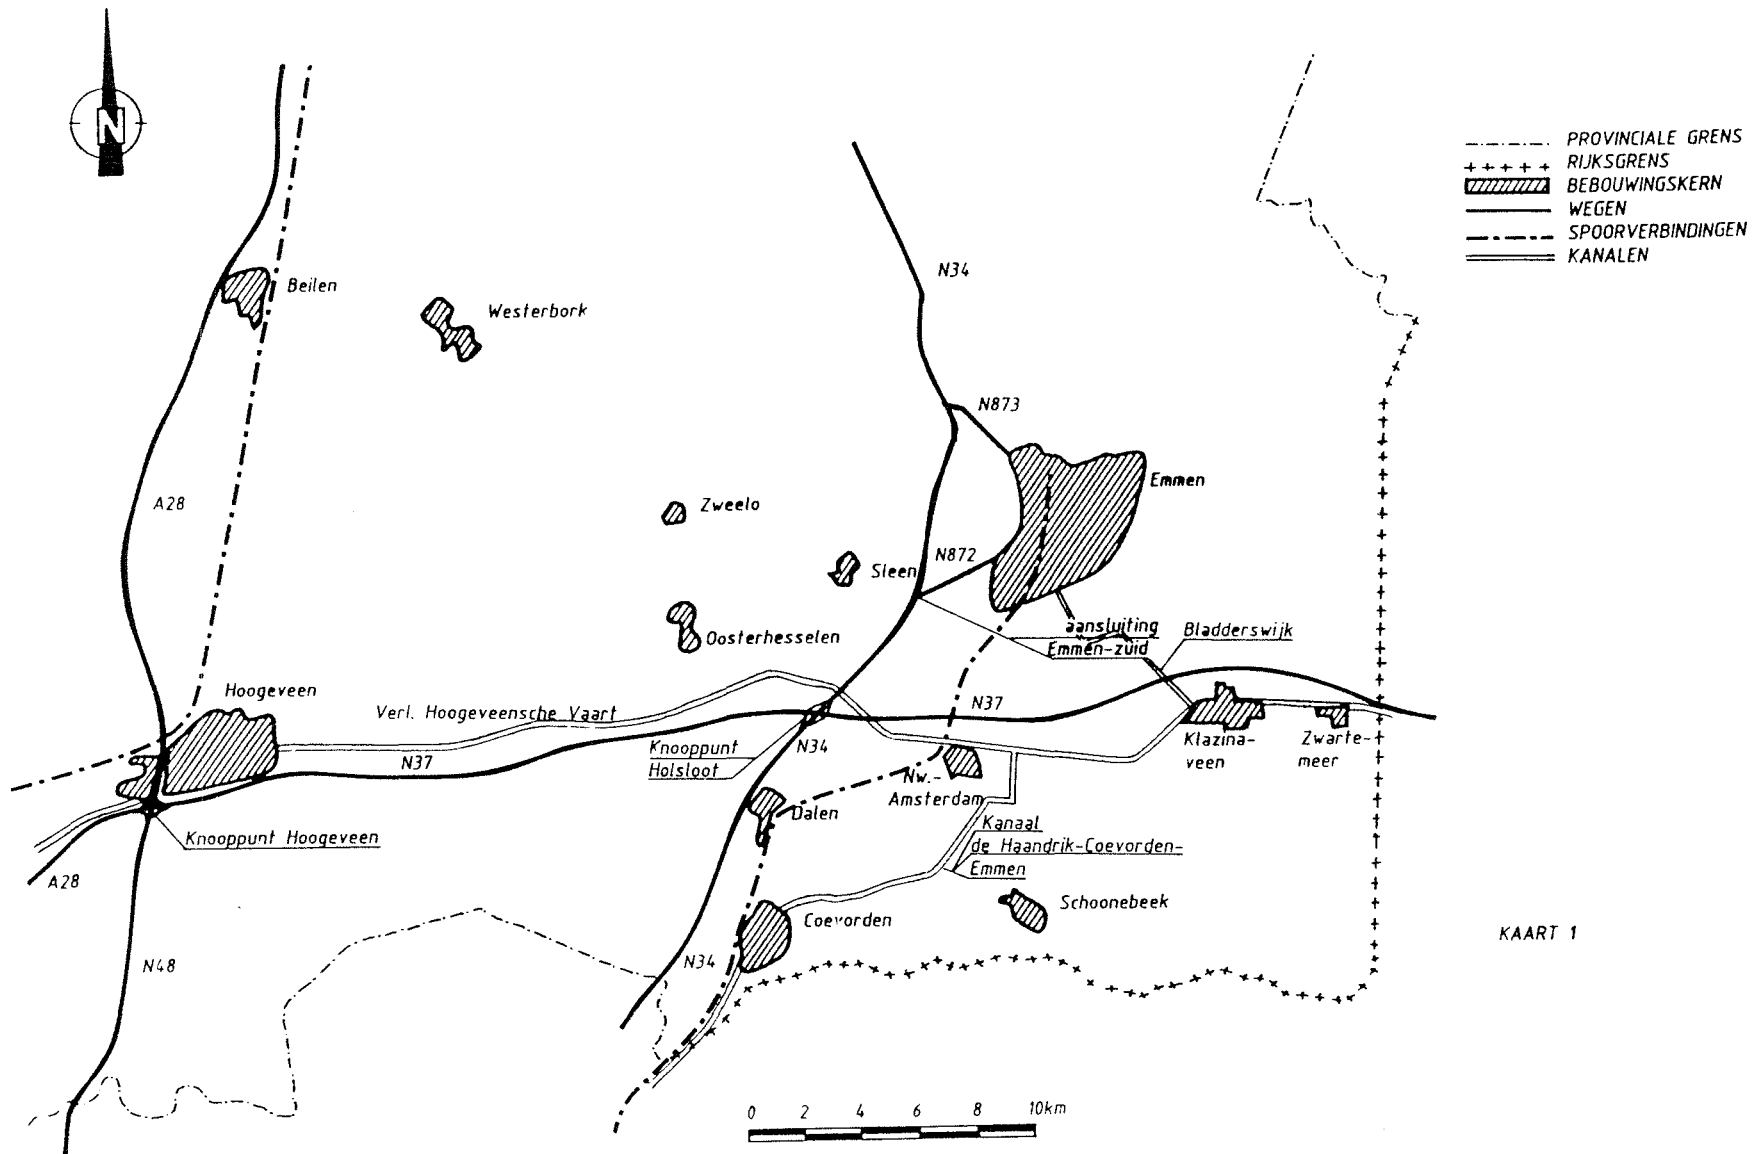 N
PROVINCIALE GRENS
RIJKSGRENS
BEBOUWINGSKERN
WEGEN
SPOORVERBINDINGEN
KANALEN
N34
Beilen
Westerbork
N873
Emmen
A28
Zweelo
N872
Sleen
Oosterhesselen
aansluiting
Emmen-zuid
Bladderswijk
Hoogeveen
Verl. Hoogeveensche Vaart
N37
Knooppunt
Holsloot
N34
N37
Klazina-
veen
Zwarte-
meer
Nw.-
Amsterdam
Dalen
Kanaal
de Haandrik-Coevorden-
Emmen
Knooppunt Hoogeveen
A28
Schoonebeek
Coevorden
KAART 1
N48
N34
0 2 4 6 8 10km